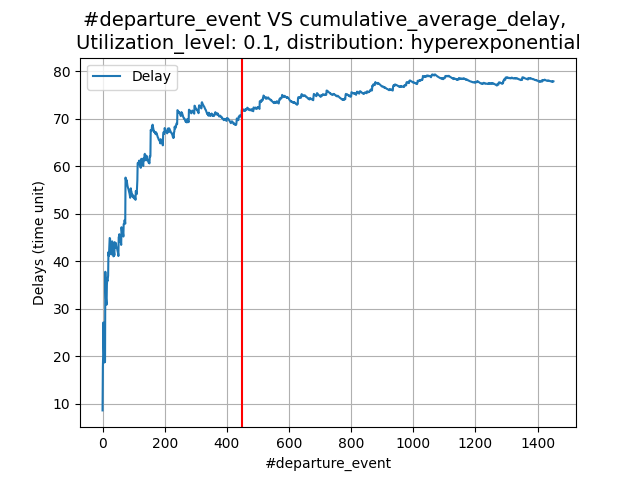 #departure_event VS cumulative_average_delay,
Utilization_level: 0.1, distribution: hyperexponential
Delay
80
70
60
50
40
30
20
10
Delays (time unit)
0 200 400 600 800 1000 1200 1400
#departure_event